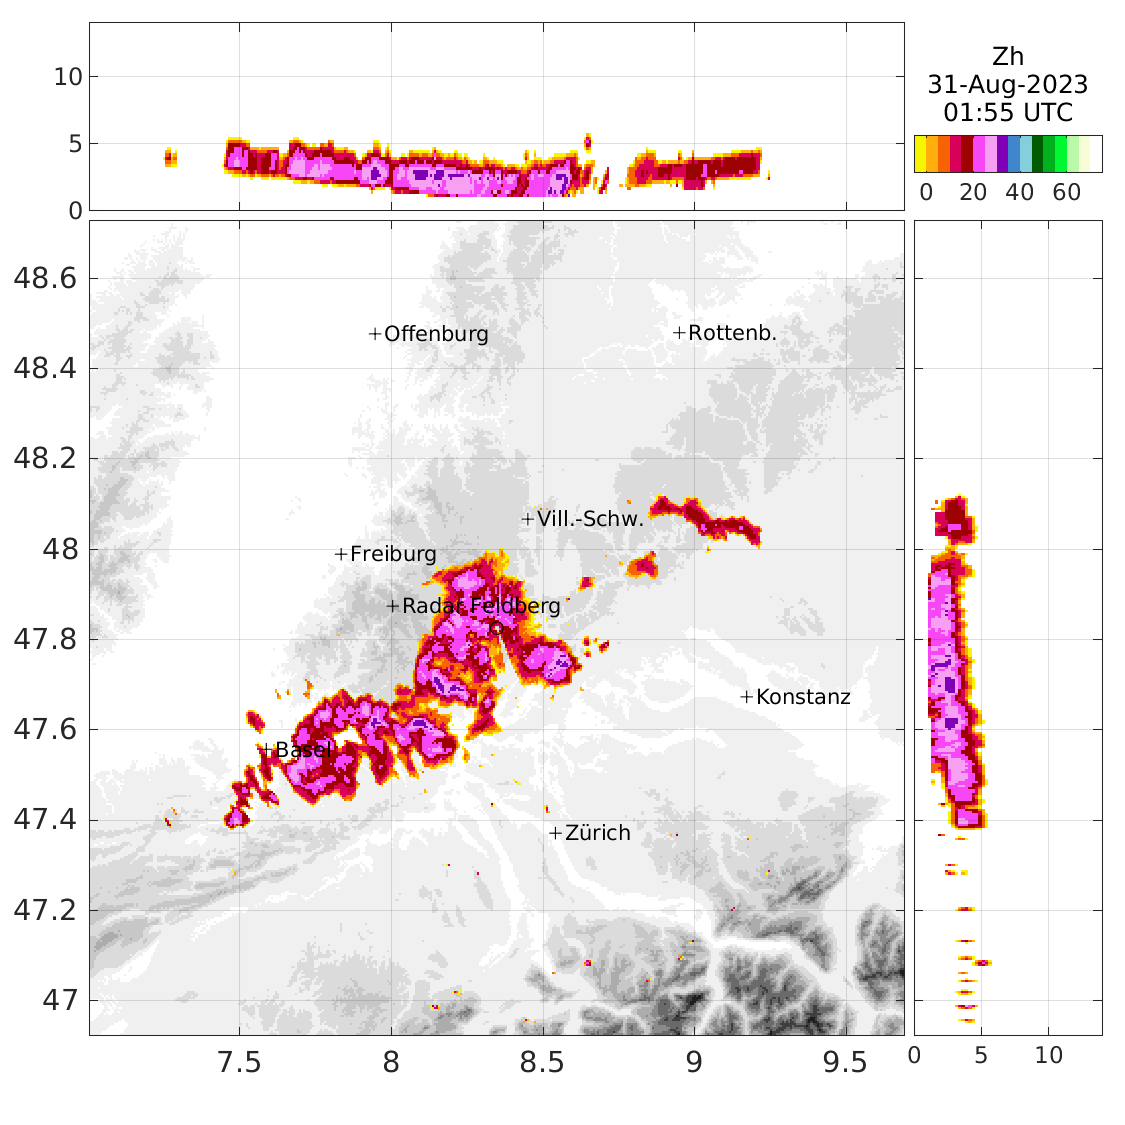 Zh
31-Aug-2023
01:55 UTC
10
5
0
0 20 40 60
48.6
+Offenburg
+Rottenb.
48.4
48.2
+Vill.-Schw.
48
+Freiburg
+Radar Feldberg
47.8
+Konstanz
47.6
+Basel
47.4
+Zürich
47.2
47
7.5 8 8.5 9 9.5
0 5 10